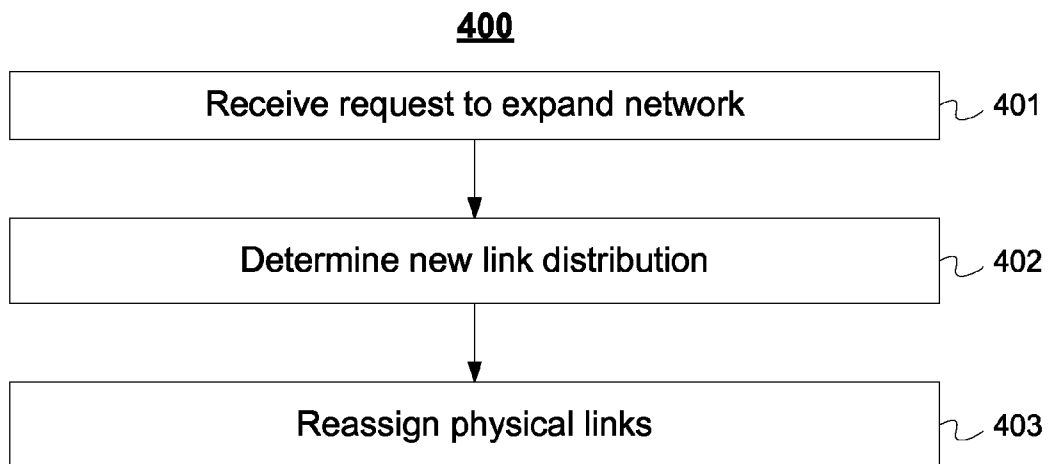 400
Receive request to expand network
401
Determine new link distribution
402
Reassign physical links
403